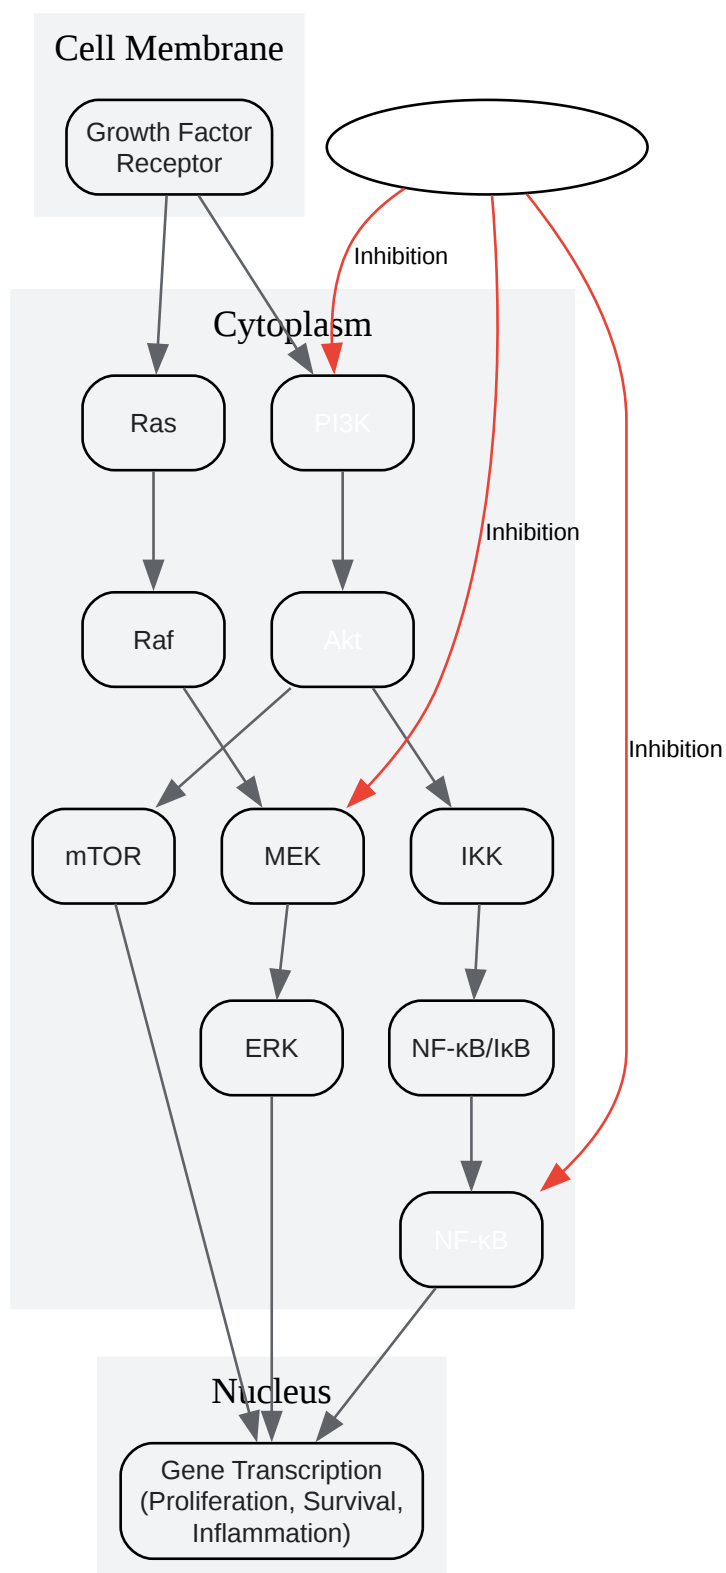 Cell Membrane
Growth Factor
Receptor
Inhibition
Cytoplasm
Ras
PI3K
Inhibition
Raf
Akt
Inhibition
mTOR
MEK
IKK
ERK
NF-κB/IκB
NF-κB
Nucleus
Gene Transcription
(Proliferation, Survival,
Inflammation)